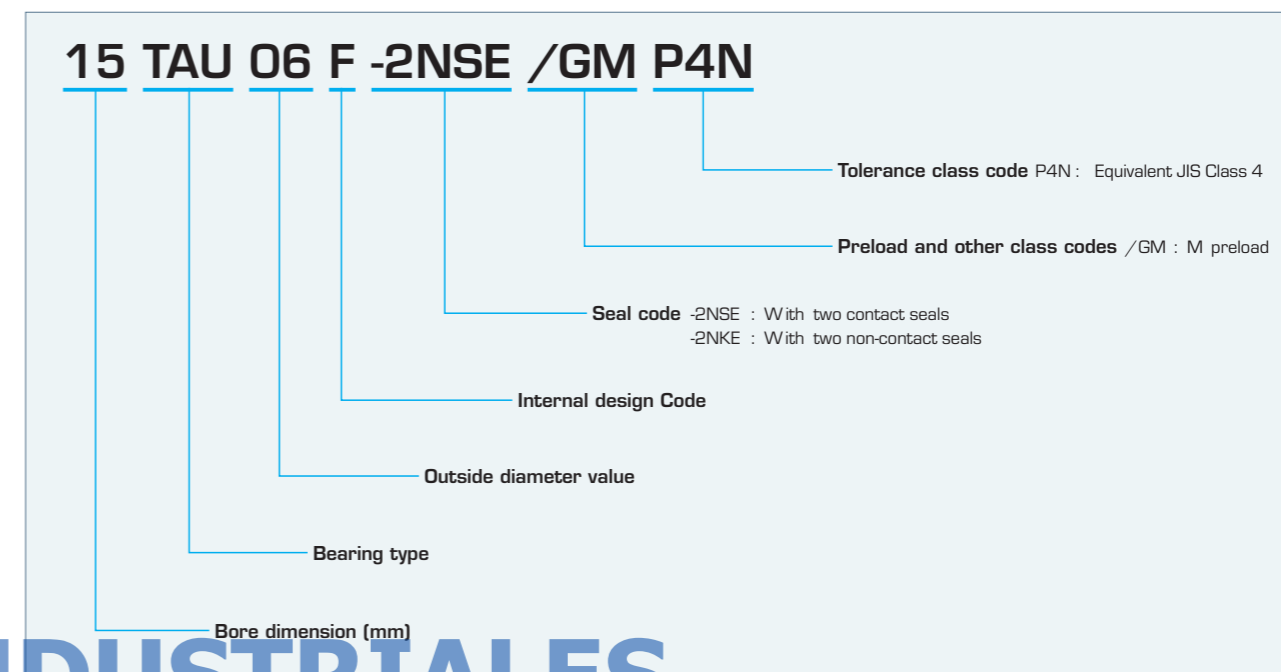 15 TAU 06 F -2NSE /GM P4N
Tolerance class code P4N : Equivalent JIS Class 4
Preload and other class codes /GM : M preload
Seal code -2NSE : With two contact seals
-2NKE : With two non-contact seals
Internal design Code
Outside diameter value
Bearing type
Bore dimension (mm)
NDUSTRIALES